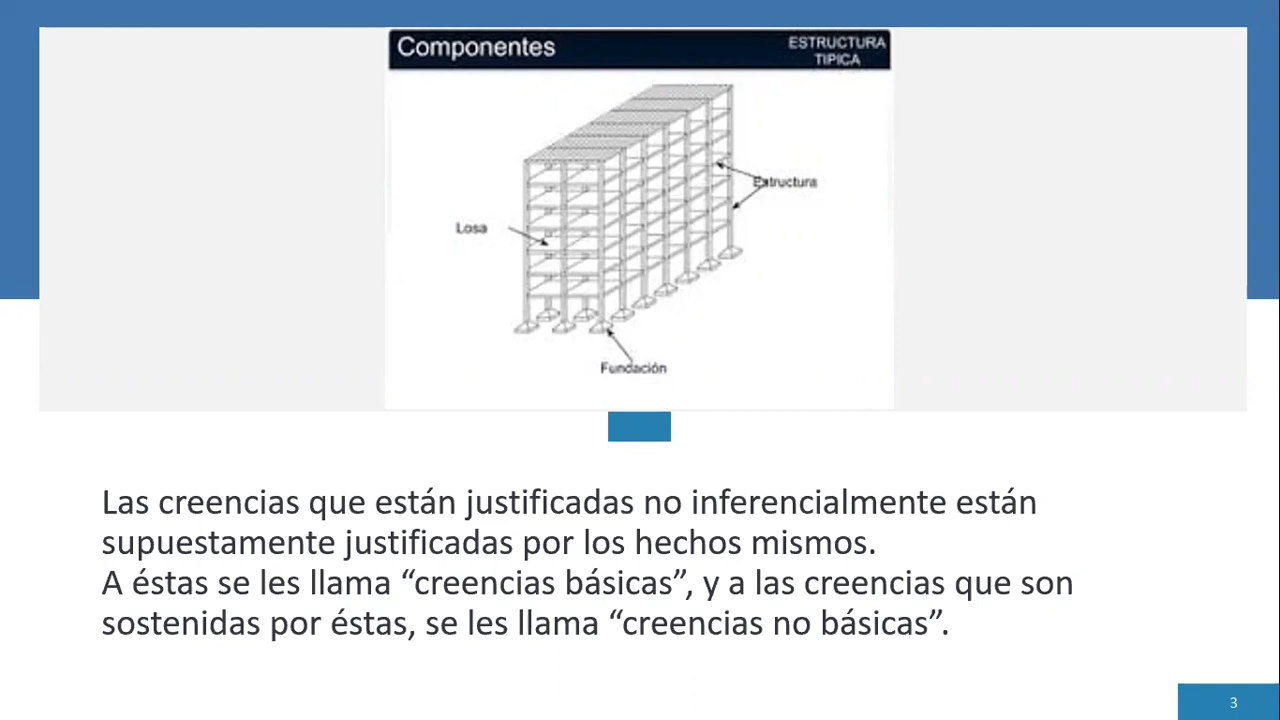 Componentes
ESTRUCTURA
TIPICA
Estructura
Losa
Fundación
Las creencias que están justificadas no inferencialmente están
supuestamente justificadas por los hechos mismos.
A éstas se les llama “creencias básicas”, y a las creencias que son
sostenidas por éstas, se les llama “creencias no básicas”.
3